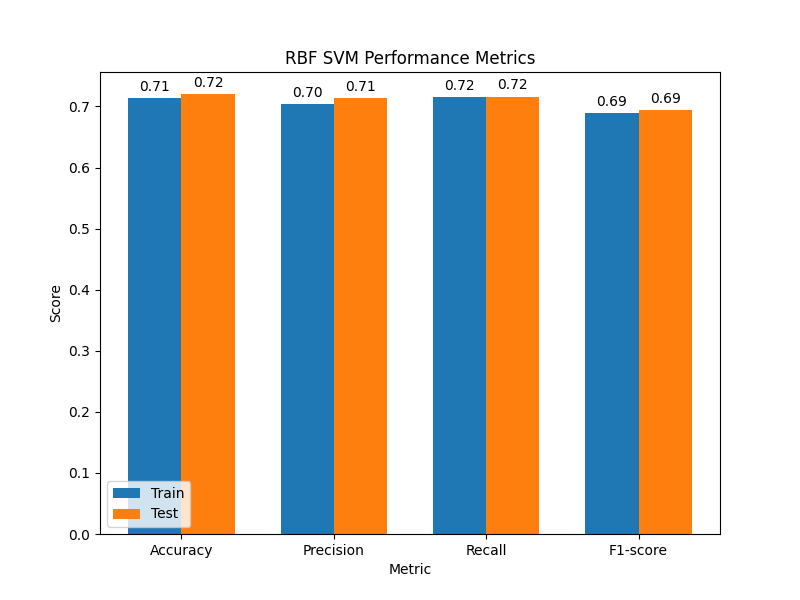 RBF SVM Performance Metrics
0.71 0.72 0.70 0.71 0.72 0.72 0.69 0.69
0.7
0.6
0.5
0.4
0.3
0.2
0.1
0.0
Score
Train
Test
Accuracy Precision Recall F1-score
Metric